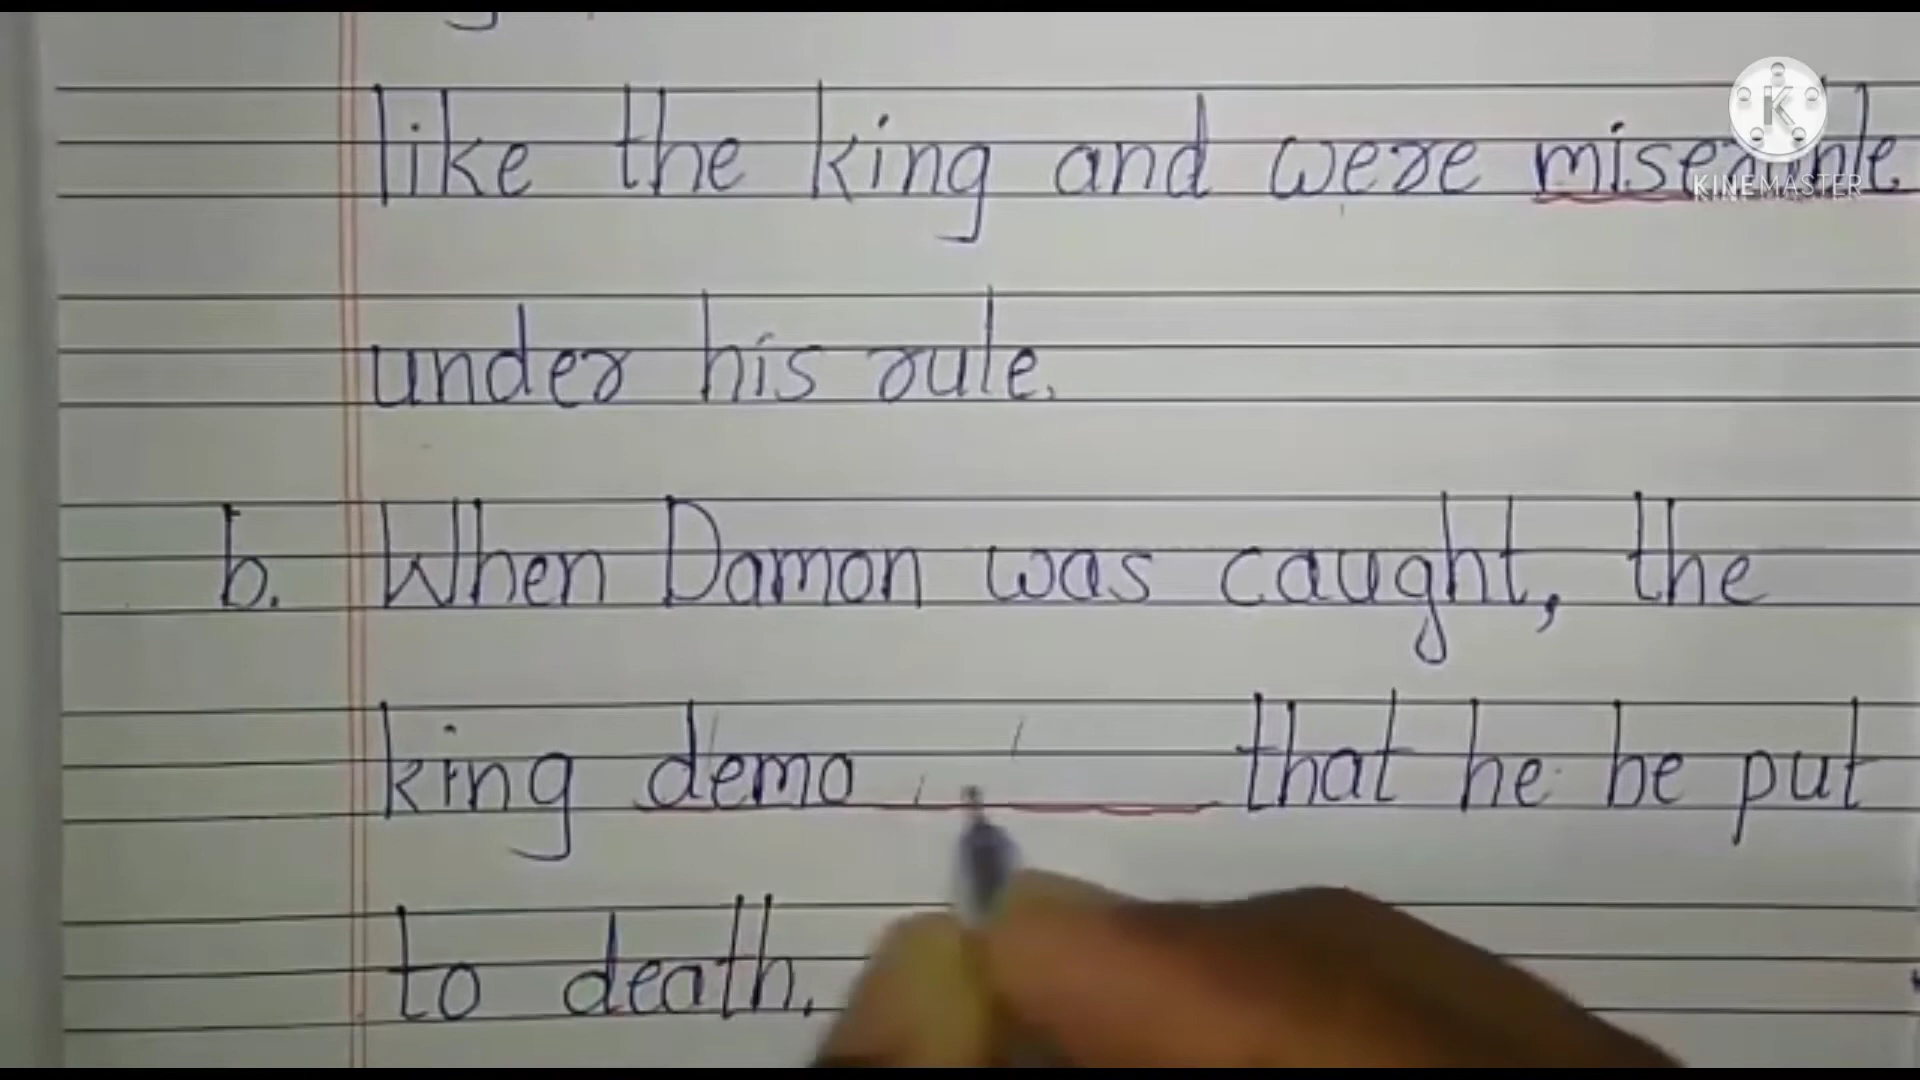 like the king and were miserable
under his rule.
b. When Damon was caught, the
king demo that he be put
to death.
K
KINEMASTER